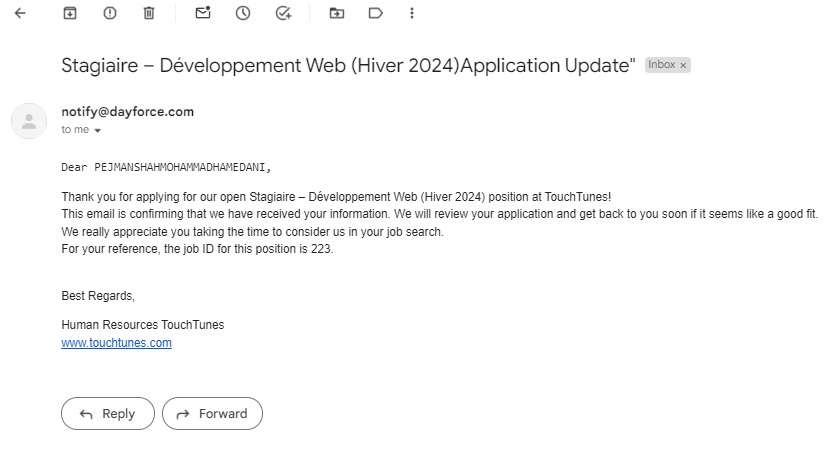 Stagiaire – Développement Web (Hiver 2024)Application Update" Inbox ×
notify@dayforce.com
to me
Dear PEJMANSHAHMOHAMMADHAMEDANI,
Thank you for applying for our open Stagiaire – Développement Web (Hiver 2024) position at TouchTunes!
This email is confirming that we have received your information. We will review your application and get back to you soon if it seems like a good fit.
We really appreciate you taking the time to consider us in your job search.
For your reference, the job ID for this position is 223.
Best Regards,
Human Resources TouchTunes
www.touchtunes.com
Reply Forward